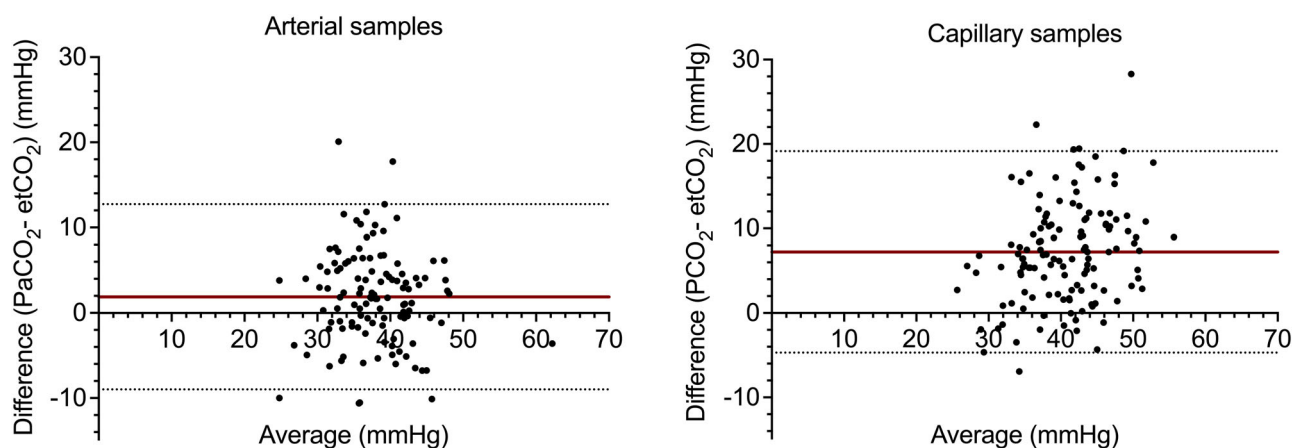 Arterial samples
Difference (PaCO2- etCO2) (mmHg)
30
20
10
0
-10
10 20 30 40 50 60 70
Average (mmHg)
Capillary samples
Difference (PCO2- etCO2) (mmHg)
30
20
10
0
-10
10 20 30 40 50 60 70
Average (mmHg)